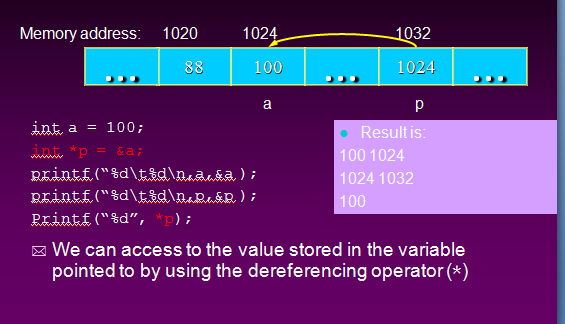 Memory address: 1020 1024 1032
... 88 100 ... 1024 ...
a p
int a = 100;
int *p = &a;
printf(“%d\t%d\n,a,&a );
printf(“%d\t%d\n,p,&p );
Printf(“%d”, *p);
Result is:
100 1024
1024 1032
100
We can access to the value stored in the variable
pointed to by using the dereferencing operator (*)